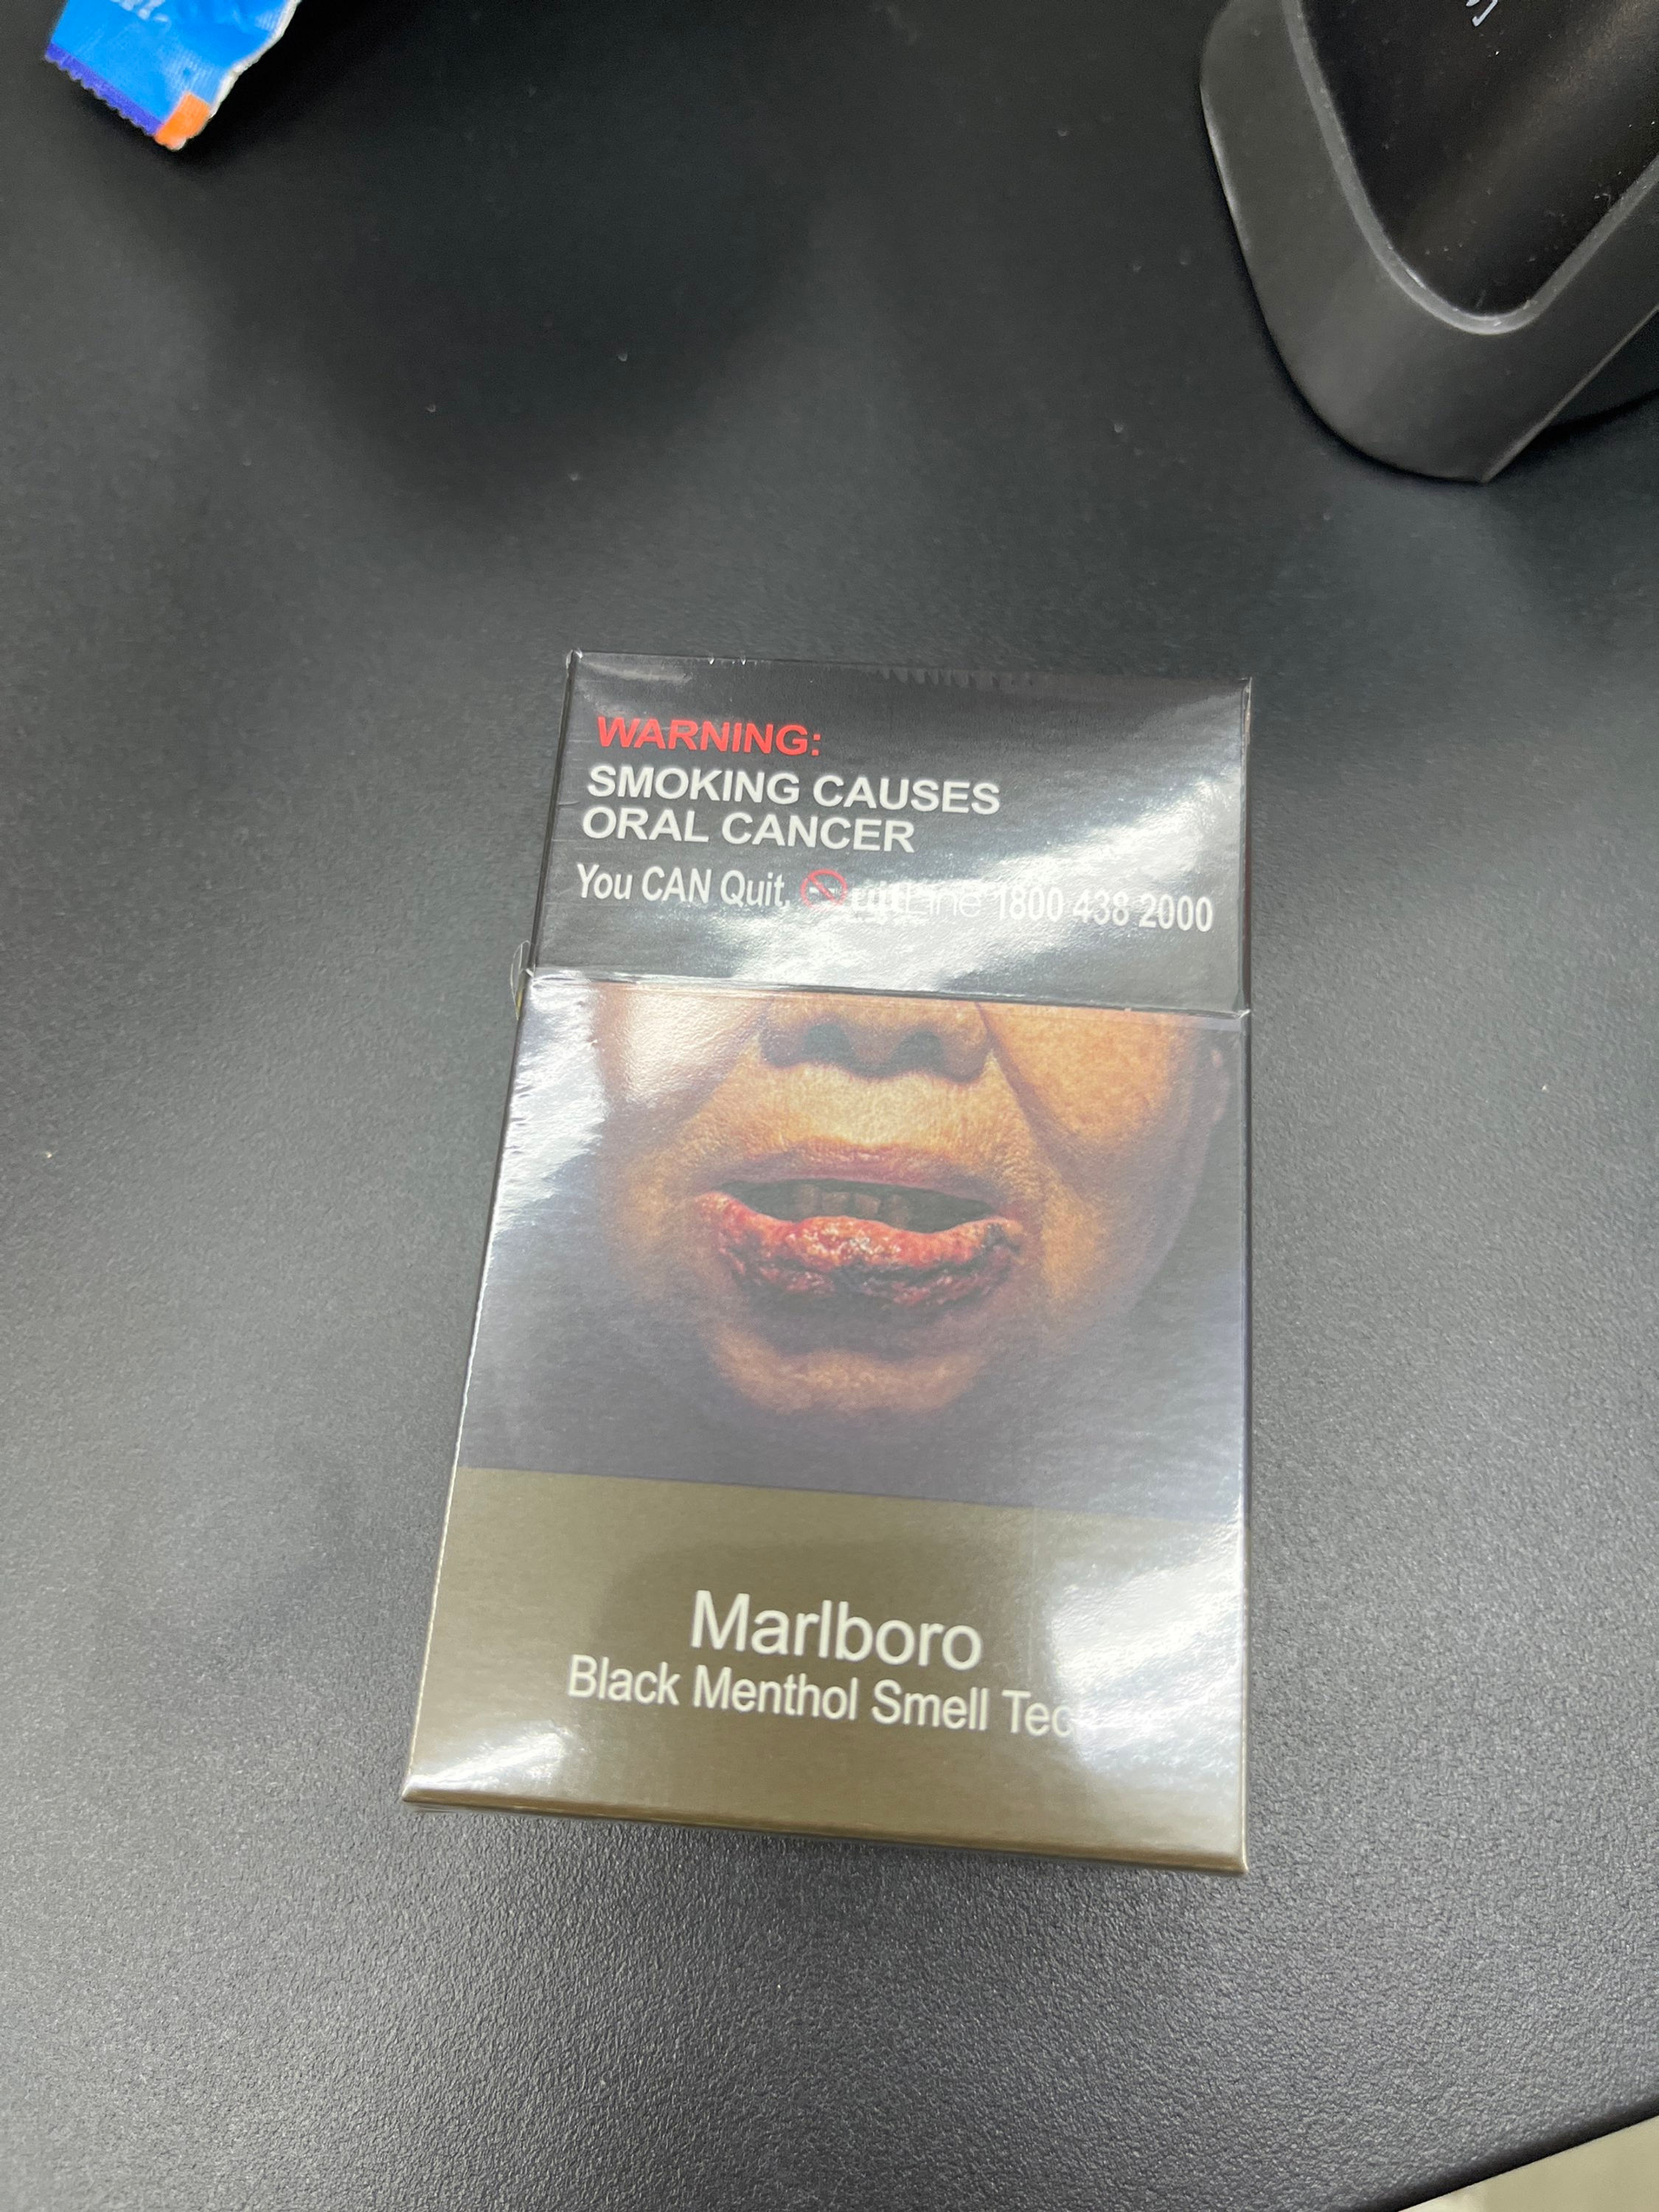 WARNING:
SMOKING CAUSES
ORAL CANCER
You CAN Quit, QuitLine 1800 438 2000
Marlboro
Black Menthol Smell